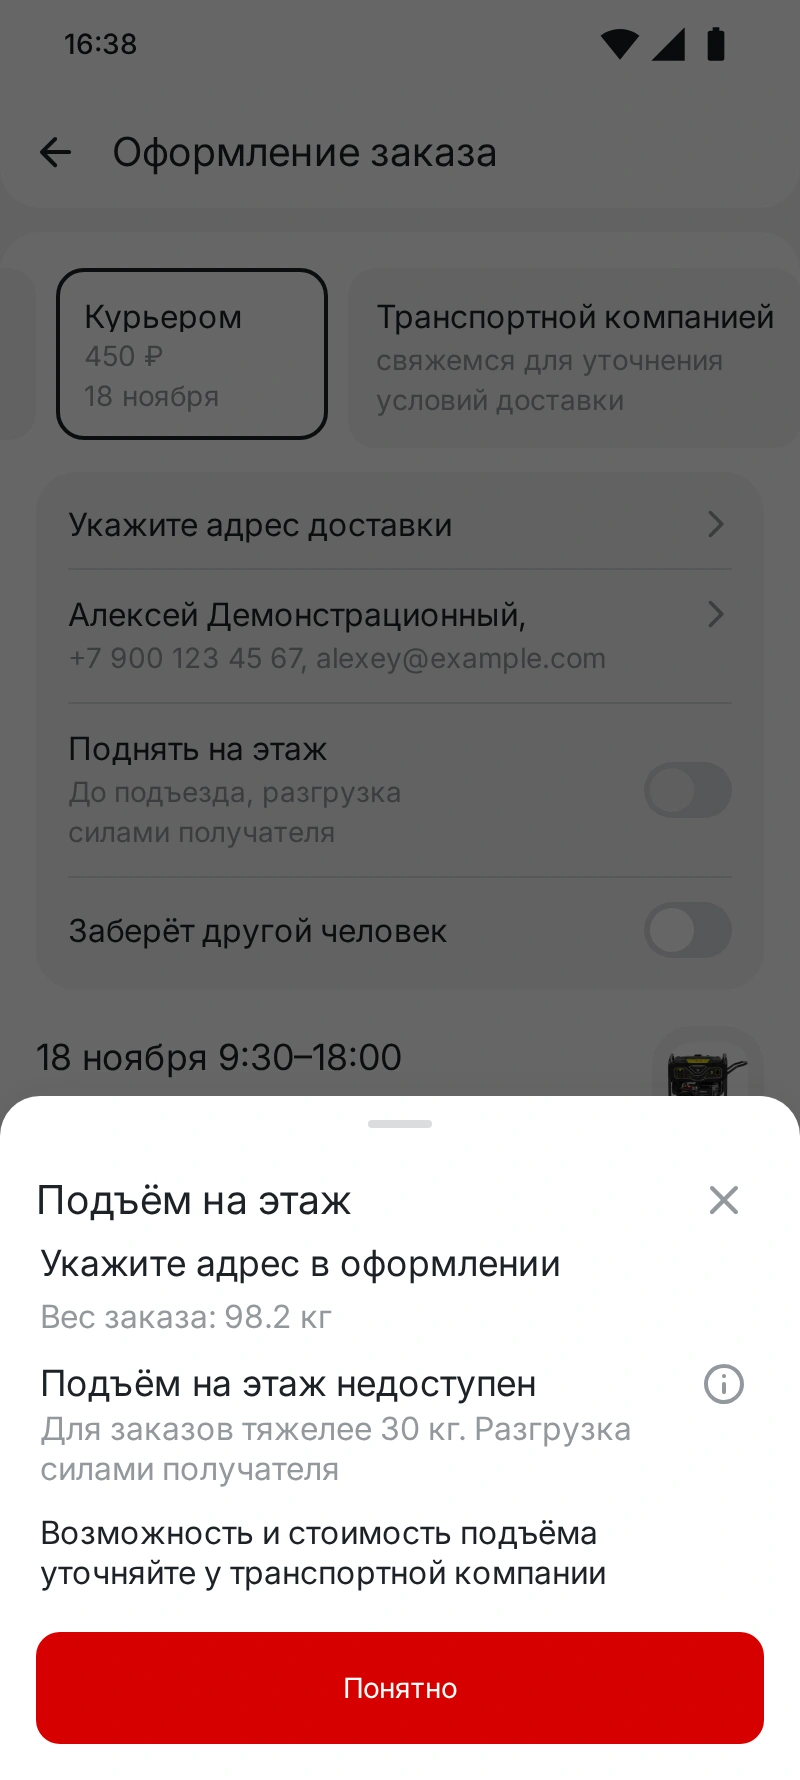 16:38
Оформление заказа
Курьером
450 ₽
18 ноября
Транспортной компанией
свяжемся для уточнения
условий доставки
Укажите адрес доставки
Алексей Демонстрационный,
+7 900 123 45 67, alexey@example.com
Поднять на этаж
До подъезда, разгрузка
силами получателя
Заберёт другой человек
18 ноября 9:30–18:00
Подъём на этаж
Укажите адрес в оформлении
Вес заказа: 98.2 кг
Подъём на этаж недоступен
Для заказов тяжелее 30 кг. Разгрузка
силами получателя
Возможность и стоимость подъёма
уточняйте у транспортной компании
Понятно